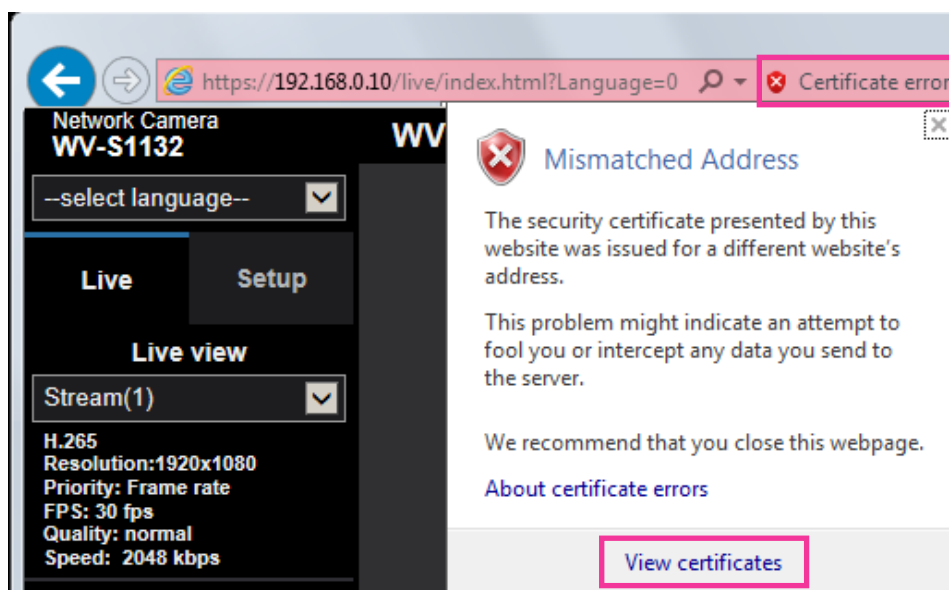 https://192.168.0.10/live/index.html?Language=0
Certificate error
Network Camera
WV-S1132
WV
--select language--
Live
Setup
Live view
Stream(1)
H.265
Resolution:1920x1080
Priority: Frame rate
FPS: 30 fps
Quality: normal
Speed: 2048 kbps
Mismatched Address
The security certificate presented by this
website was issued for a different website's
address.
This problem might indicate an attempt to
fool you or intercept any data you send to
the server.
We recommend that you close this webpage.
About certificate errors
View certificates